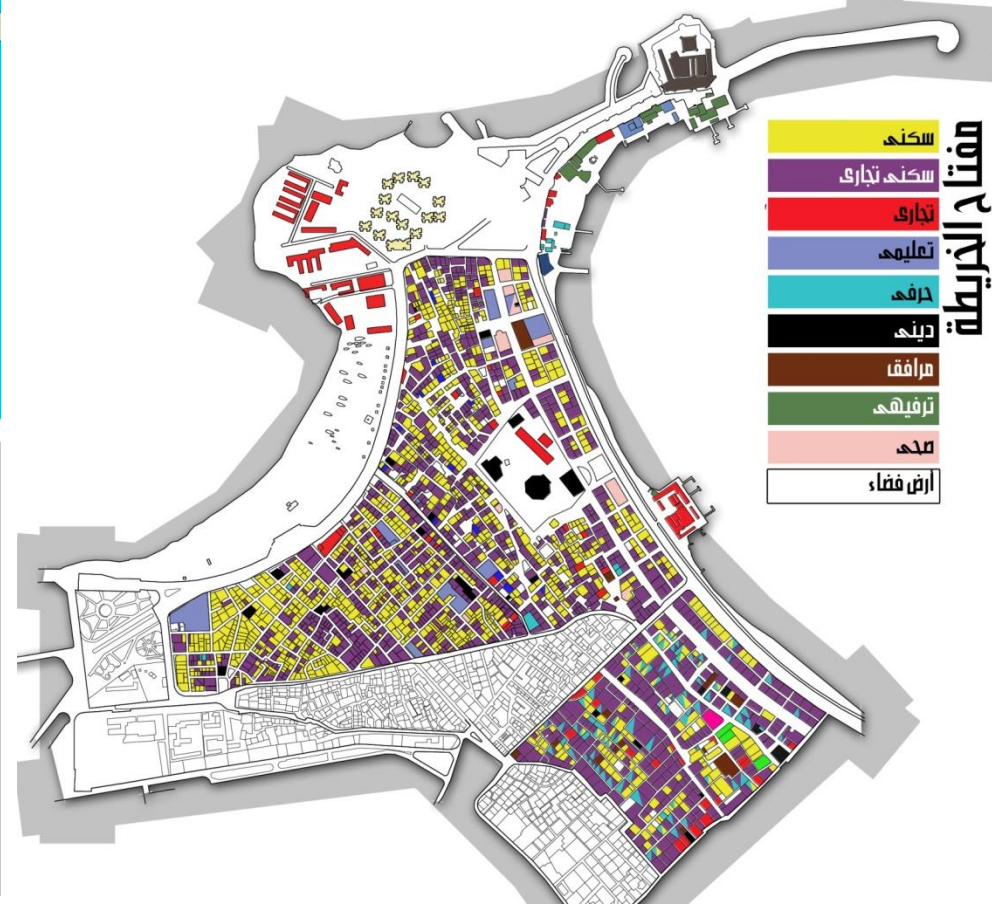 مفتاح الخريطة
سكنى
سكنى تجارى
تجارى
تعليمى
حرفى
دينى
مرافق
ترفيهى
صحى
أرض فضاء